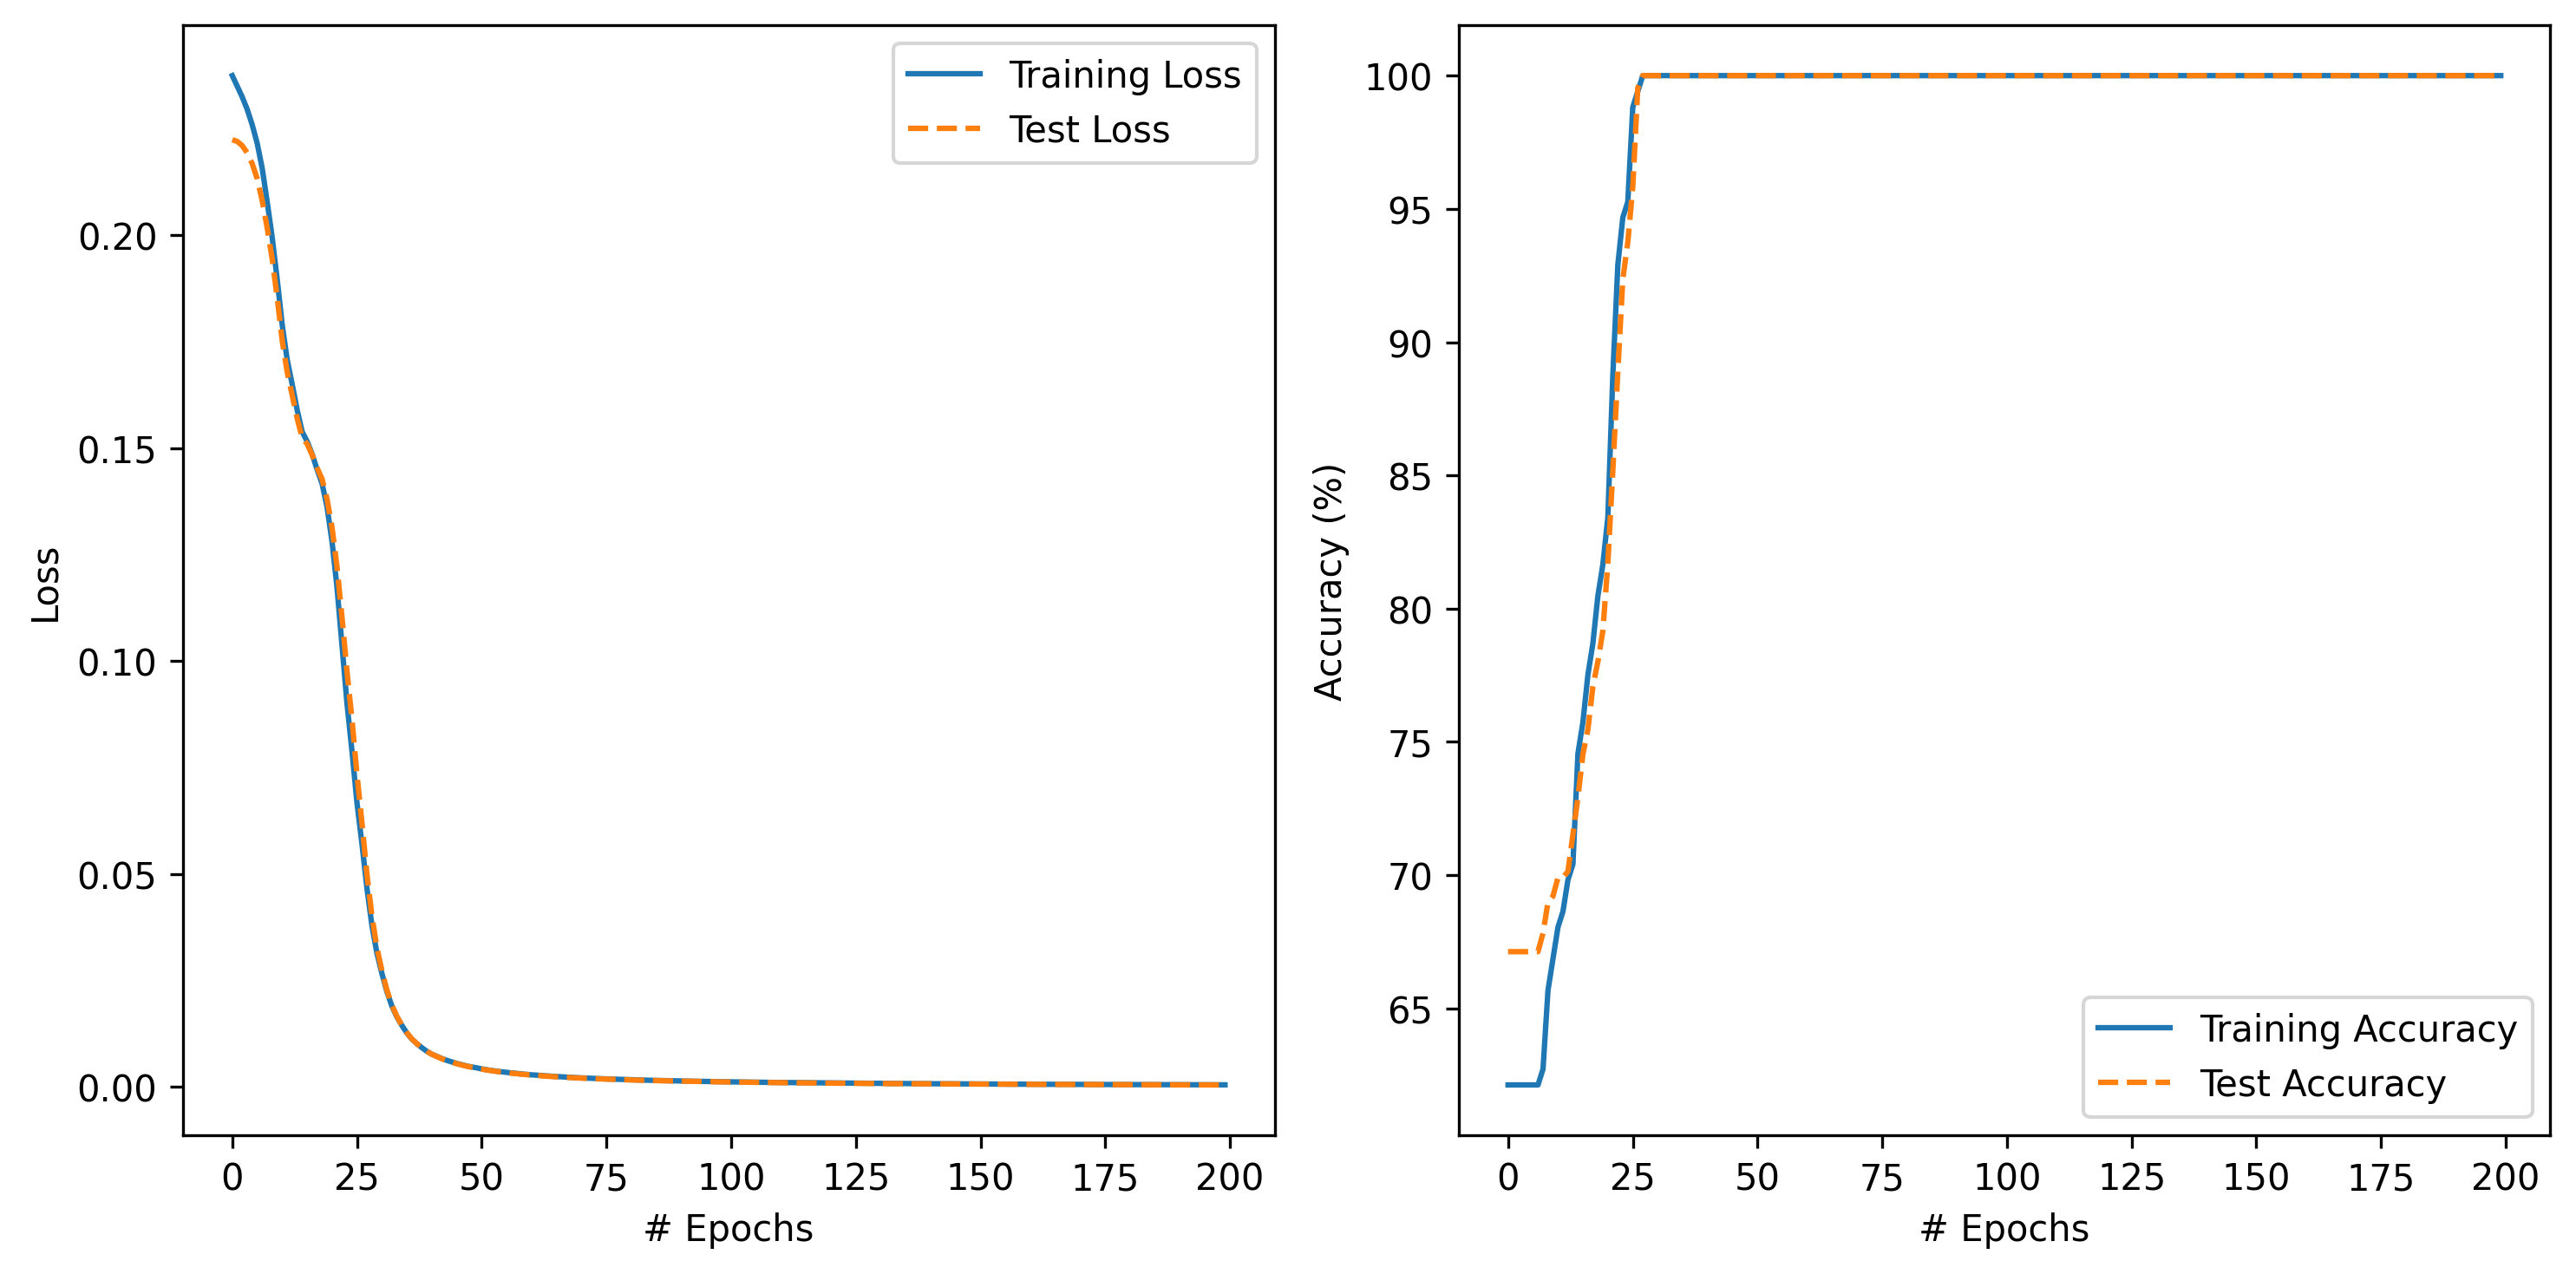 Training Loss
Test Loss
0.20
0.15
0.10
0.05
0.00
Loss
0 25 50 75 100 125 150 175 200
# Epochs
100
95
90
85
80
75
70
65
Accuracy (%)
Training Accuracy
Test Accuracy
0 25 50 75 100 125 150 175 200
# Epochs